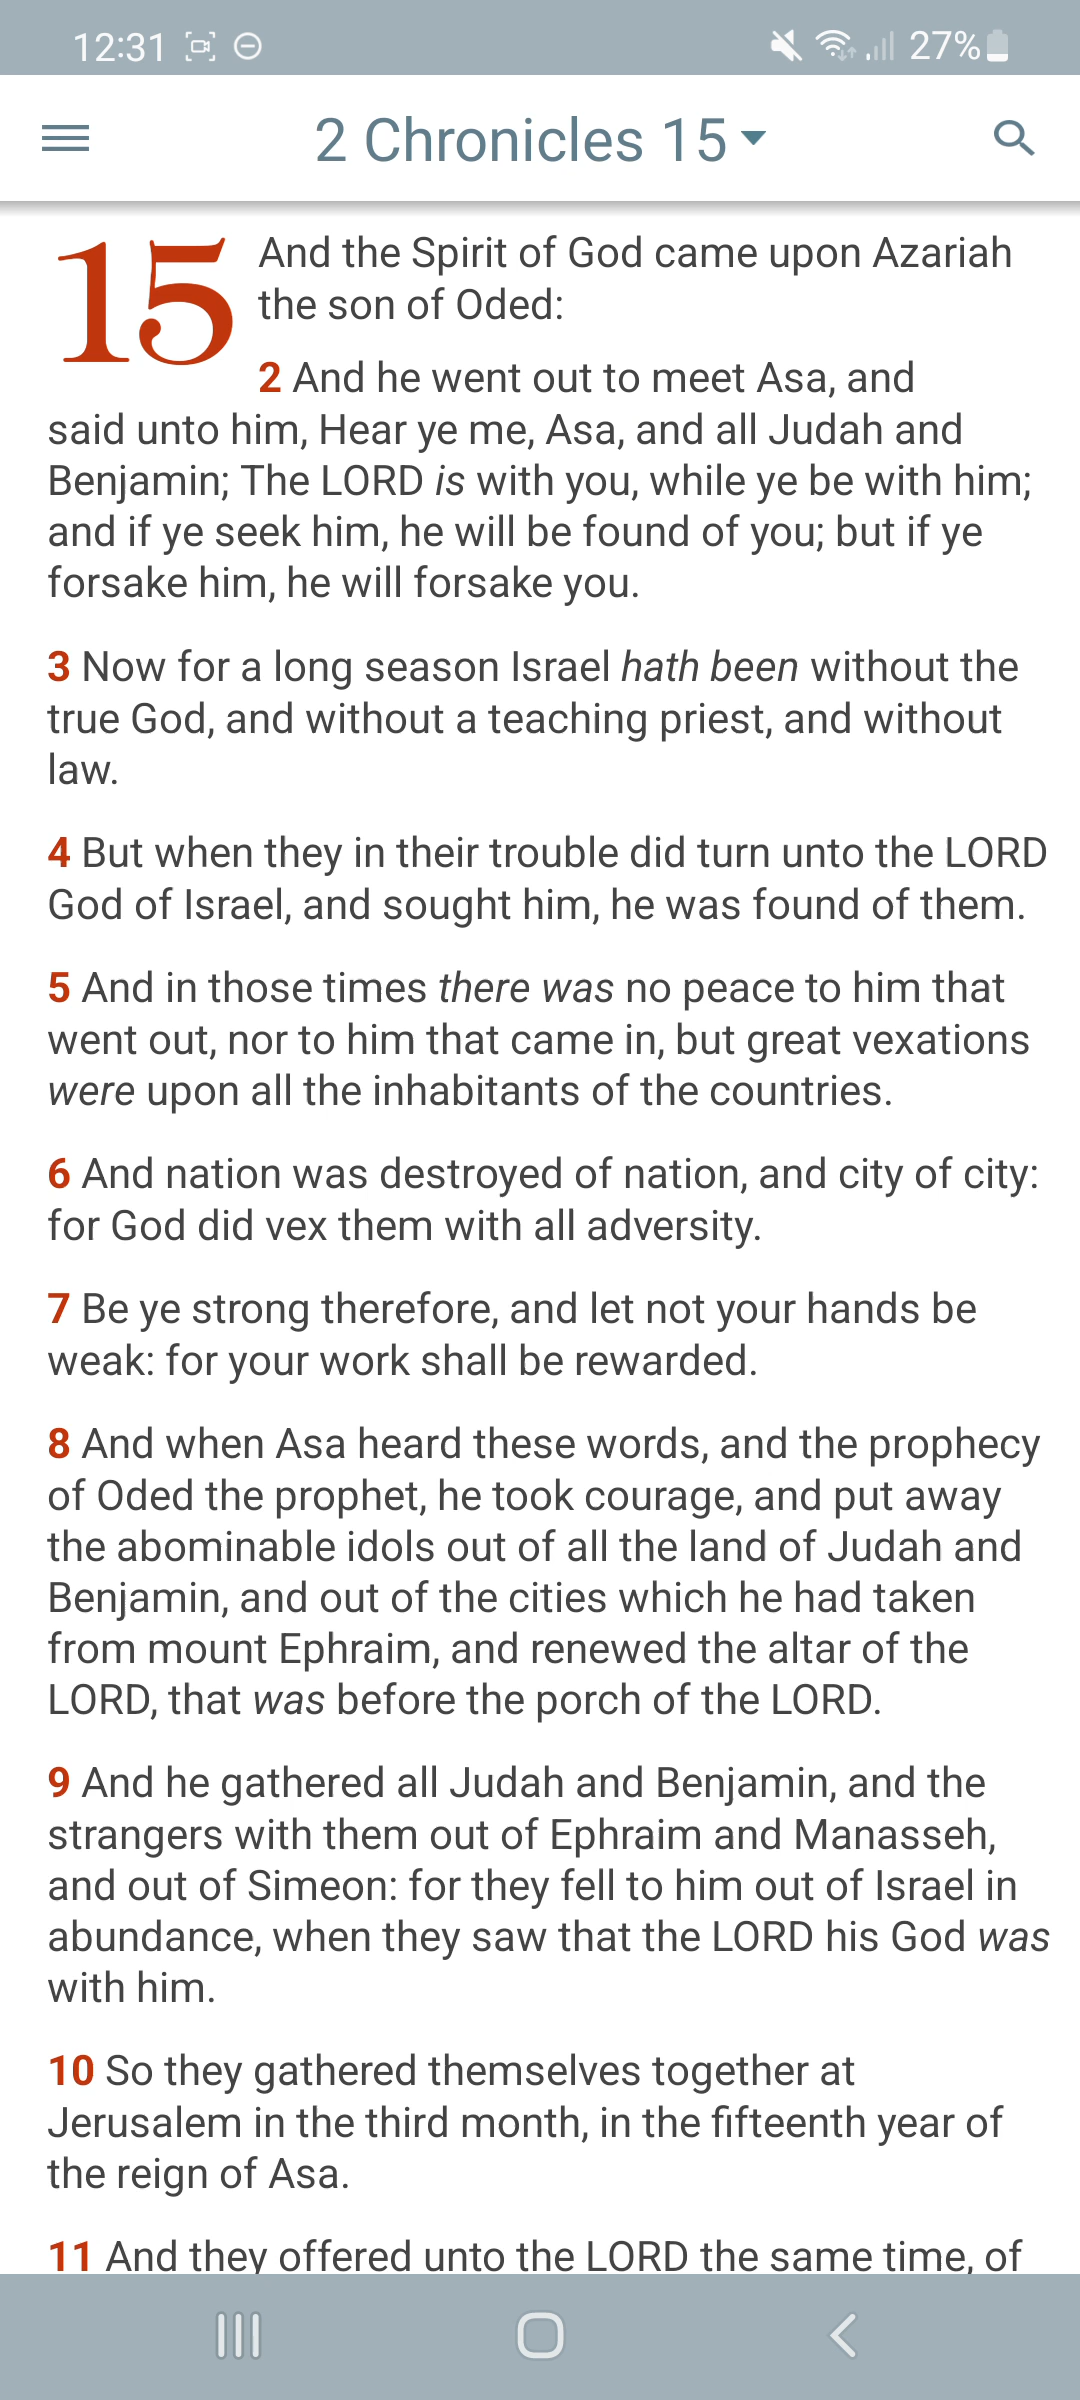 12:31
27%
2 Chronicles 15
15 And the Spirit of God came upon Azariah
the son of Oded:
2 And he went out to meet Asa, and
said unto him, Hear ye me, Asa, and all Judah and
Benjamin; The LORD is with you, while ye be with him;
and if ye seek him, he will be found of you; but if ye
forsake him, he will forsake you.
3 Now for a long season Israel hath been without the
true God, and without a teaching priest, and without
law.
4 But when they in their trouble did turn unto the LORD
God of Israel, and sought him, he was found of them.
5 And in those times there was no peace to him that
went out, nor to him that came in, but great vexations
were upon all the inhabitants of the countries.
6 And nation was destroyed of nation, and city of city:
for God did vex them with all adversity.
7 Be ye strong therefore, and let not your hands be
weak: for your work shall be rewarded.
8 And when Asa heard these words, and the prophecy
of Oded the prophet, he took courage, and put away
the abominable idols out of all the land of Judah and
Benjamin, and out of the cities which he had taken
from mount Ephraim, and renewed the altar of the
LORD, that was before the porch of the LORD.
9 And he gathered all Judah and Benjamin, and the
strangers with them out of Ephraim and Manasseh,
and out of Simeon: for they fell to him out of Israel in
abundance, when they saw that the LORD his God was
with him.
10 So they gathered themselves together at
Jerusalem in the third month, in the fifteenth year of
the reign of Asa.
11 And they offered unto the LORD the same time, of